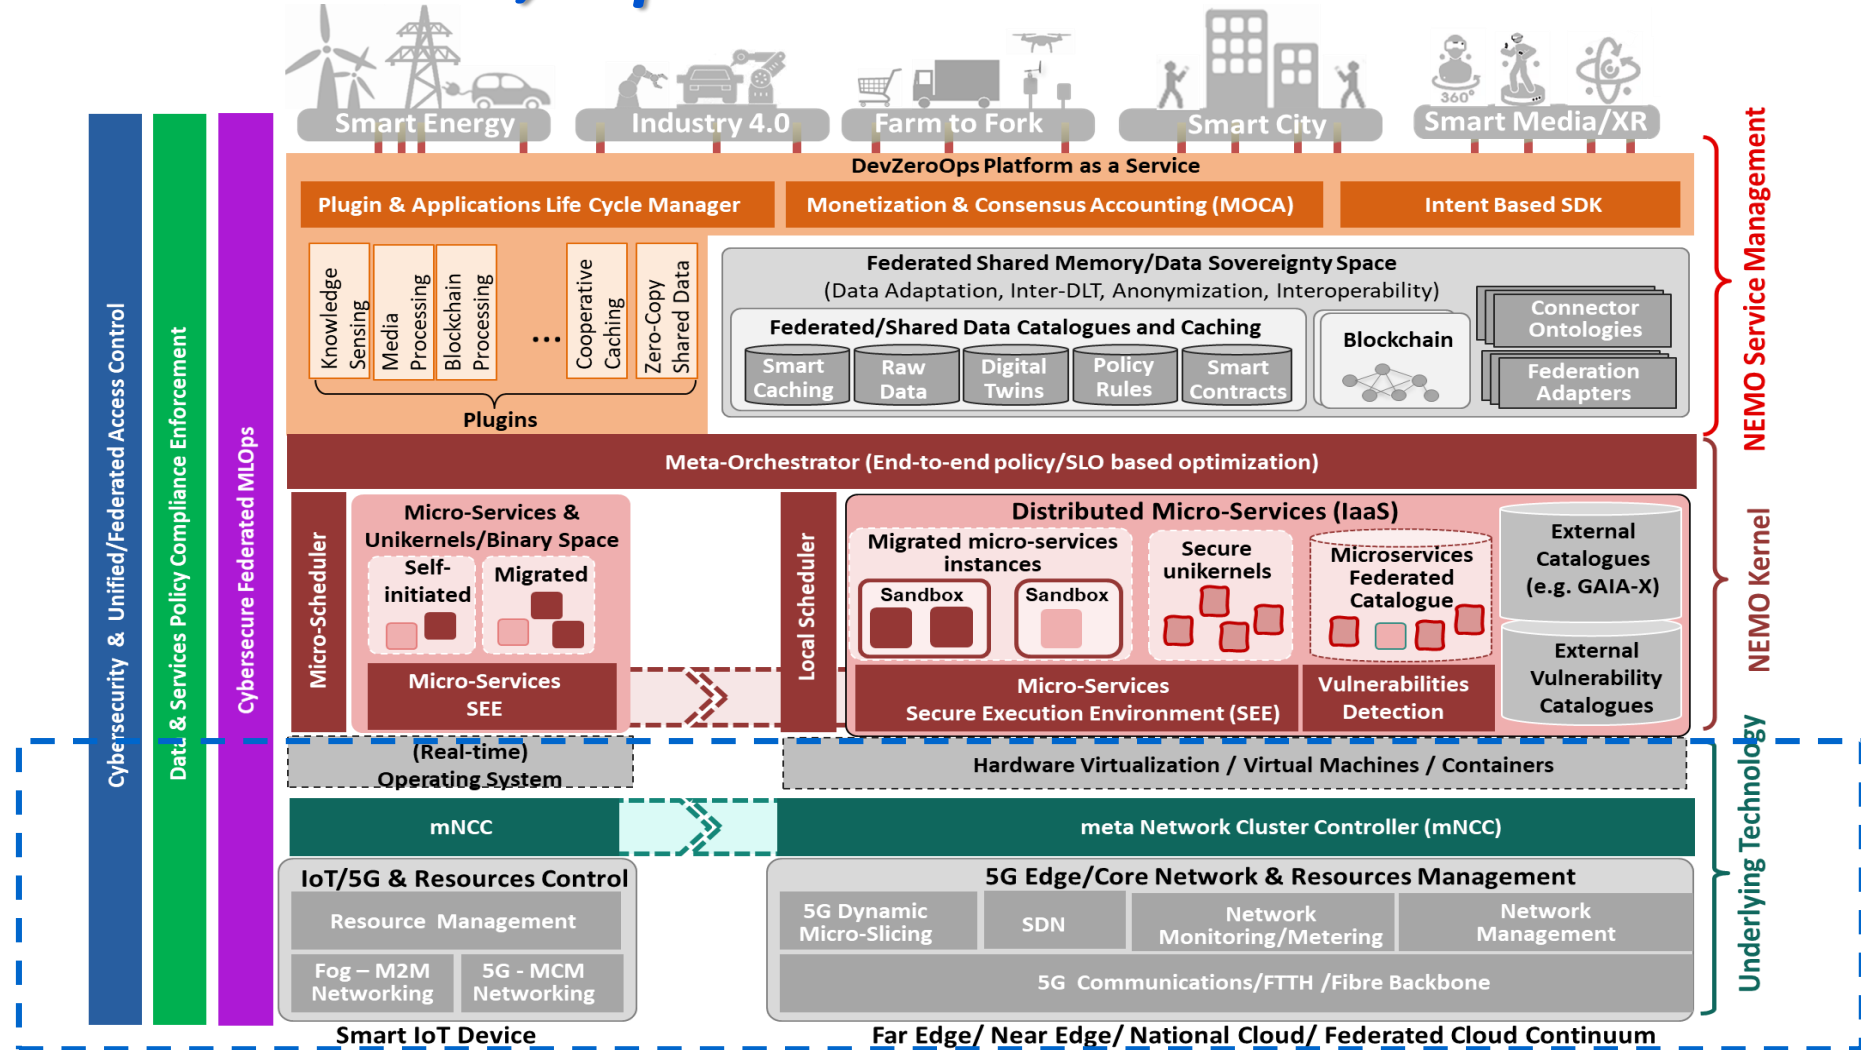 360°
Smart Energy
Industry 4.0
Farm to Fork
Smart City
Smart Media/XR
DevZeroOps Platform as a Service
Plugin & Applications Life Cycle Manager
Monetization & Consensus Accounting (MOCA)
Intent Based SDK
Knowledge
Sensing
Media
Processing
Blockchain
Processing
...
Cooperative
Caching
Zero-Copy
Shared Data
Plugins
Federated Shared Memory/Data Sovereignty Space
(Data Adaptation, Inter-DLT, Anonymization, Interoperability)
Federated/Shared Data Catalogues and Caching
Smart
Caching
Raw
Data
Digital
Twins
Policy
Rules
Smart
Contracts
Blockchain
Connector
Ontologies
Federation
Adapters
NEMO Service Management
Cybersecurity & Unified/Federated Access Control
Data & Services Policy Compliance Enforcement
Cybersecure Federated MLOps
Meta-Orchestrator (End-to-end policy/SLO based optimization)
Micro-Scheduler
Micro-Services &
Unikernels/Binary Space
Self-
initiated
Migrated
Micro-Services
SEE
Local Scheduler
Distributed Micro-Services (IaaS)
Migrated micro-services
instances
Sandbox
Sandbox
Secure
unikernels
Microservices
Federated
Catalogue
External
Catalogues
(e.g. GAIA-X)
External
Vulnerability
Catalogues
Micro-Services
Secure Execution Environment (SEE)
Vulnerabilities
Detection
NEMO Kernel
(Real-time)
Operating System
Hardware Virtualization / Virtual Machines / Containers
mNCC
meta Network Cluster Controller (mNCC)
IoT/5G & Resources Control
Resource Management
Fog – M2M
Networking
5G - MCM
Networking
5G Edge/Core Network & Resources Management
5G Dynamic
Micro-Slicing
SDN
Network
Monitoring/Metering
Network
Management
5G Communications/FTTH /Fibre Backbone
Underlying Technology
Smart IoT Device
Far Edge/ Near Edge/ National Cloud/ Federated Cloud Continuum